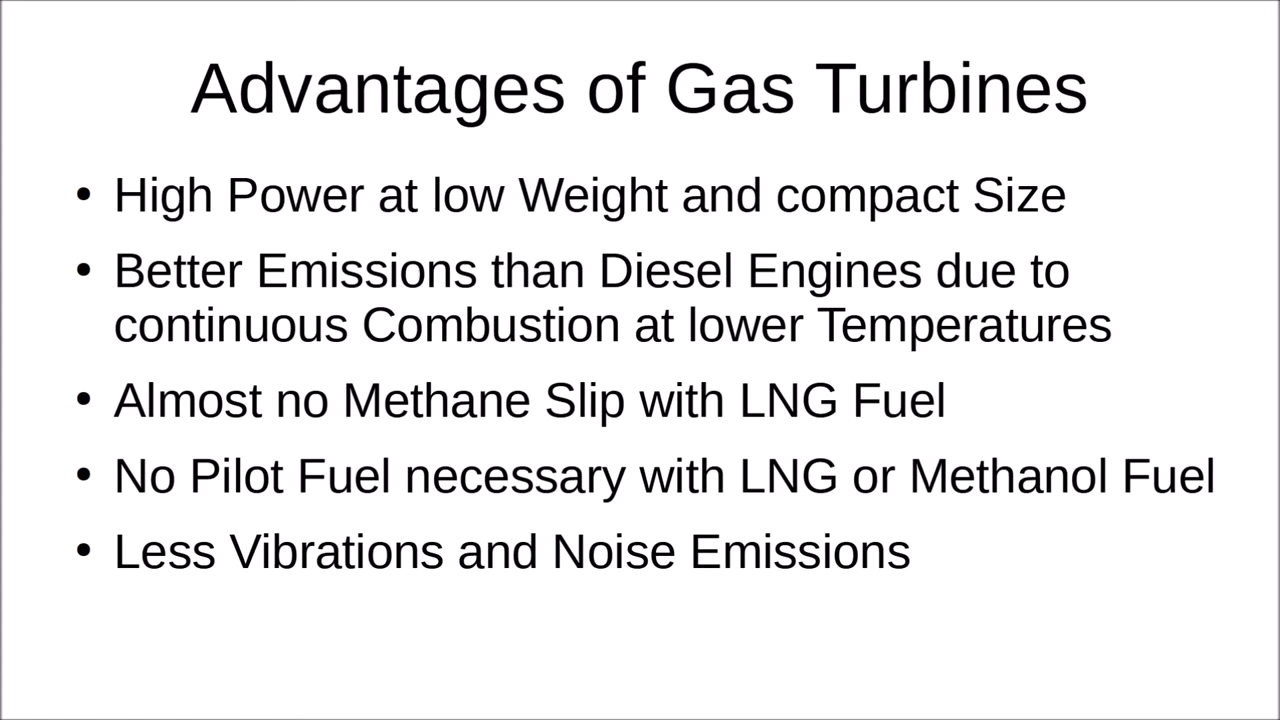 Advantages of Gas Turbines
• High Power at low Weight and compact Size
• Better Emissions than Diesel Engines due to
continuous Combustion at lower Temperatures
• Almost no Methane Slip with LNG Fuel
• No Pilot Fuel necessary with LNG or Methanol Fuel
• Less Vibrations and Noise Emissions